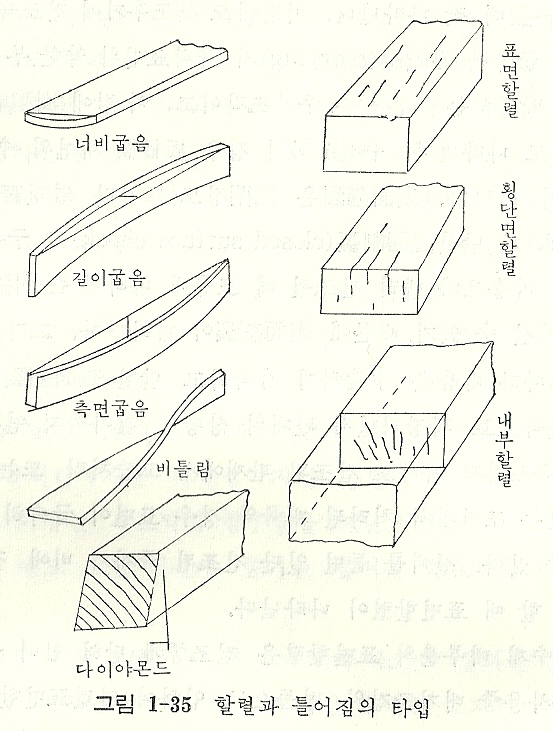 너비굽음
길이굽음
측면굽음
비틀림
다이야몬드
표면할렬
횡단면할렬
내부할렬
그림 1-35 할렬과 틀어짐의 타입